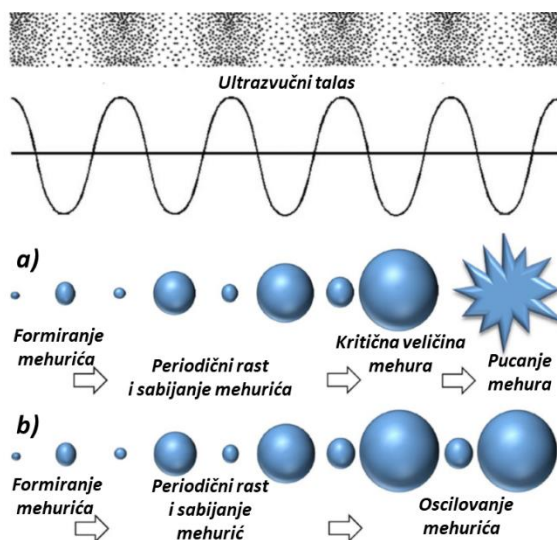 Ultrazvučni talas
a)
Formiranje
mehurića
Periodični rast
i sabijanje mehurića
Kritična veličina
mehura
Pucanje
mehura
b)
Formiranje
mehurića
Periodični rast
i sabijanje
mehurić
Oscilovanje
mehurića